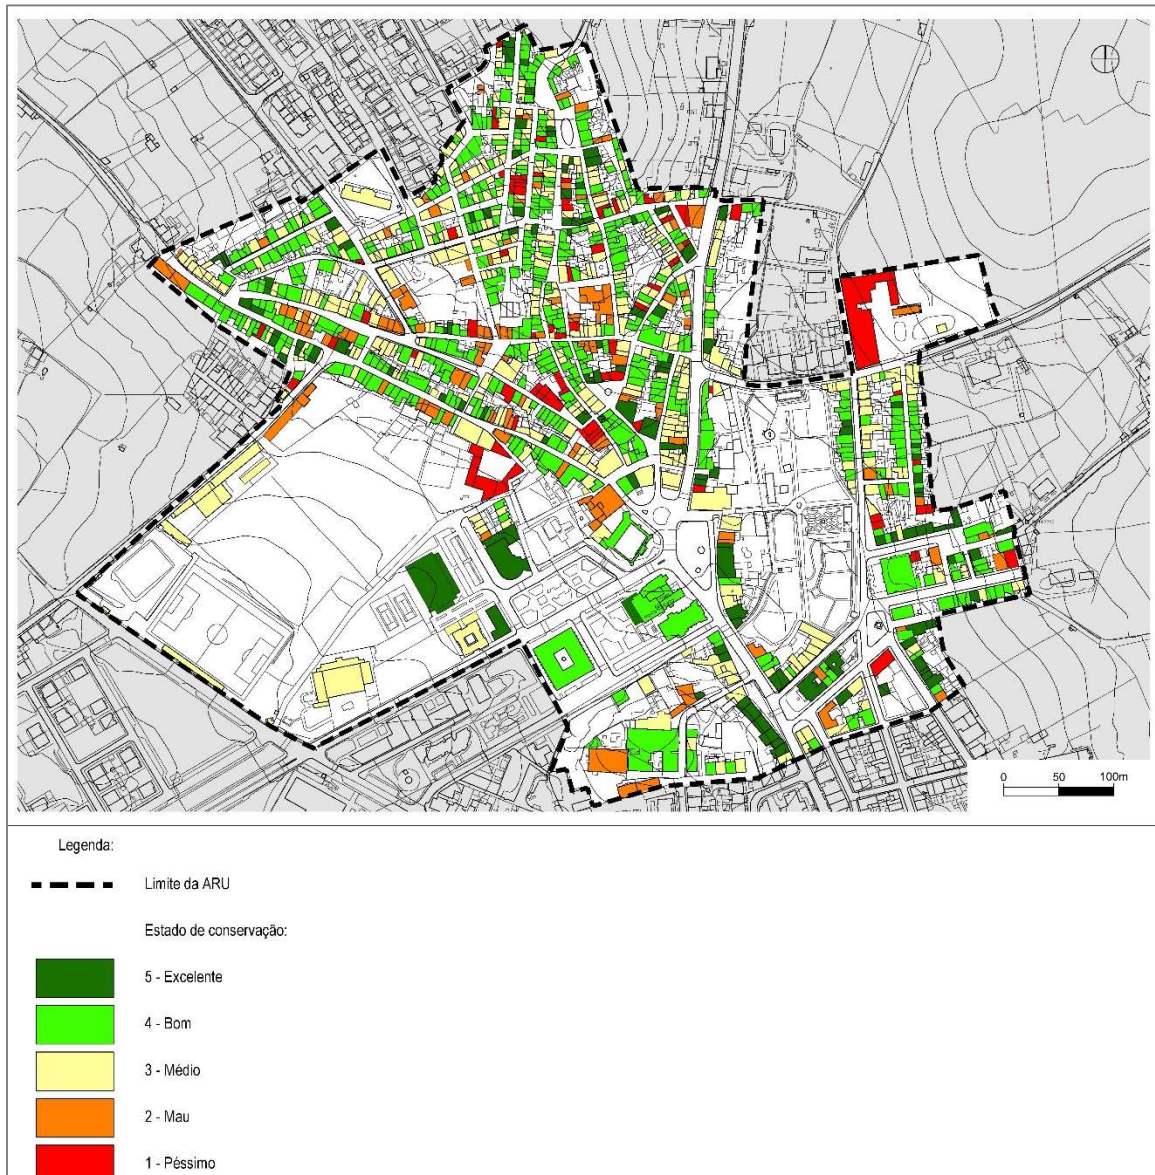 0 50 100m
Legenda:
Limite da ARU
Estado de conservação:
5 - Excelente
4 - Bom
3 - Médio
2 - Mau
1 - Péssimo